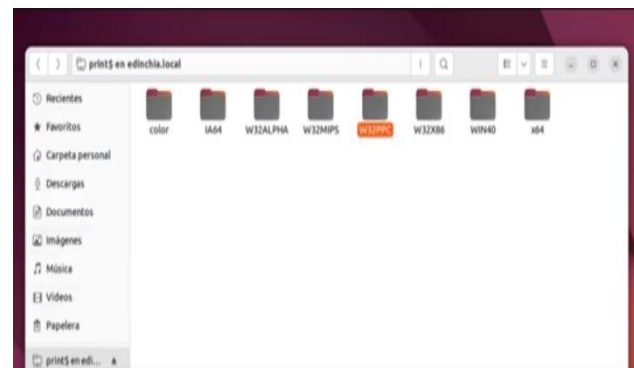 print$ en edinchia.local
Recientes
Favoritos
Carpeta personal
Descargas
Documentos
Imágenes
Música
Vídeos
Papelera
print$ en edi...
color IA64 W32ALPHA W32MIPS W32PPC W32X86 WIN40 x64